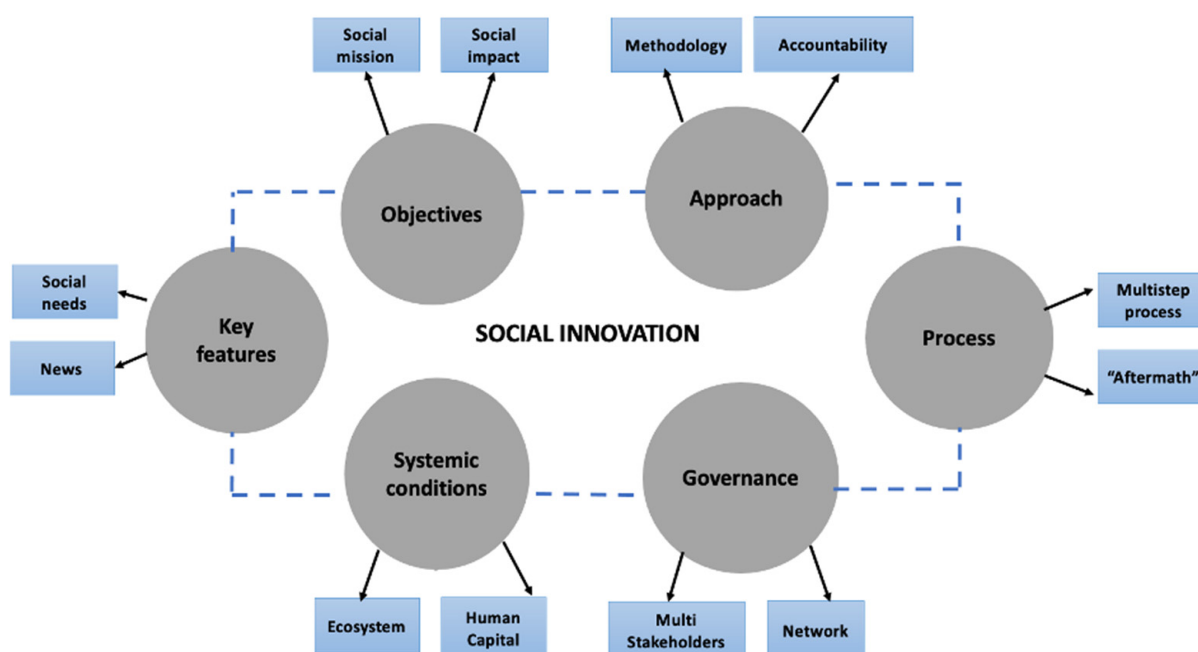 Social
mission
Social
impact
Methodology
Accountability
Objectives
Approach
Social
needs
News
Key
features
SOCIAL INNOVATION
Process
Multistep
process
“Aftermath”
Systemic
conditions
Governance
Ecosystem
Human
Capital
Multi
Stakeholders
Network